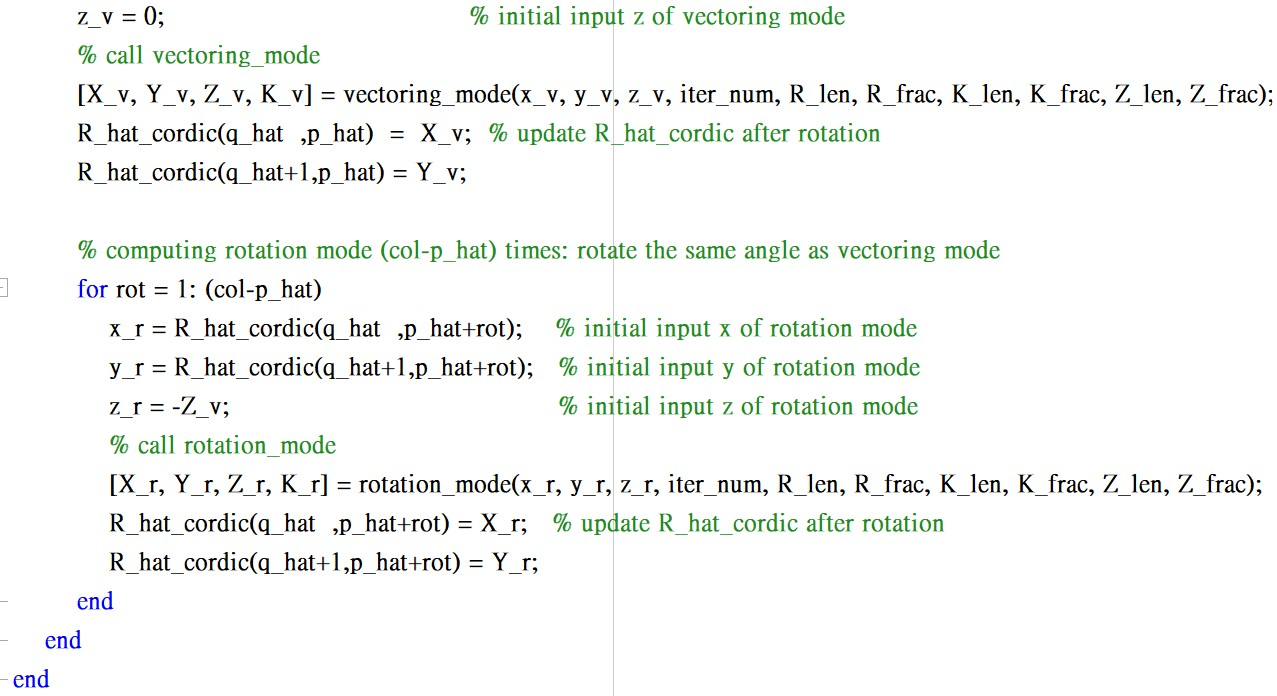 z_v = 0; % initial input z of vectoring mode
% call vectoring_mode
[X_v, Y_v, Z_v, K_v] = vectoring_mode(x_v, y_v, z_v, iter_num, R_len, R_frac, K_len, K_frac, Z_len, Z_frac);
R_hat_cordic(q_hat  ,p_hat)  =  X_v;  % update R_hat_cordic after rotation
R_hat_cordic(q_hat+1,p_hat) = Y_v;
% computing rotation mode (col-p_hat) times: rotate the same angle as vectoring mode
for rot = 1: (col-p_hat)
x_r = R_hat_cordic(q_hat  ,p_hat+rot);   % initial input x of rotation mode
y_r = R_hat_cordic(q_hat+1,p_hat+rot);   % initial input y of rotation mode
z_r = -Z_v; % initial input z of rotation mode
% call rotation_mode
[X_r, Y_r, Z_r, K_r] = rotation_mode(x_r, y_r, z_r, iter_num, R_len, R_frac, K_len, K_frac, Z_len, Z_frac);
R_hat_cordic(q_hat  ,p_hat+rot) = X_r;   % update R_hat_cordic after rotation
R_hat_cordic(q_hat+1,p_hat+rot) = Y_r;
end
end
end